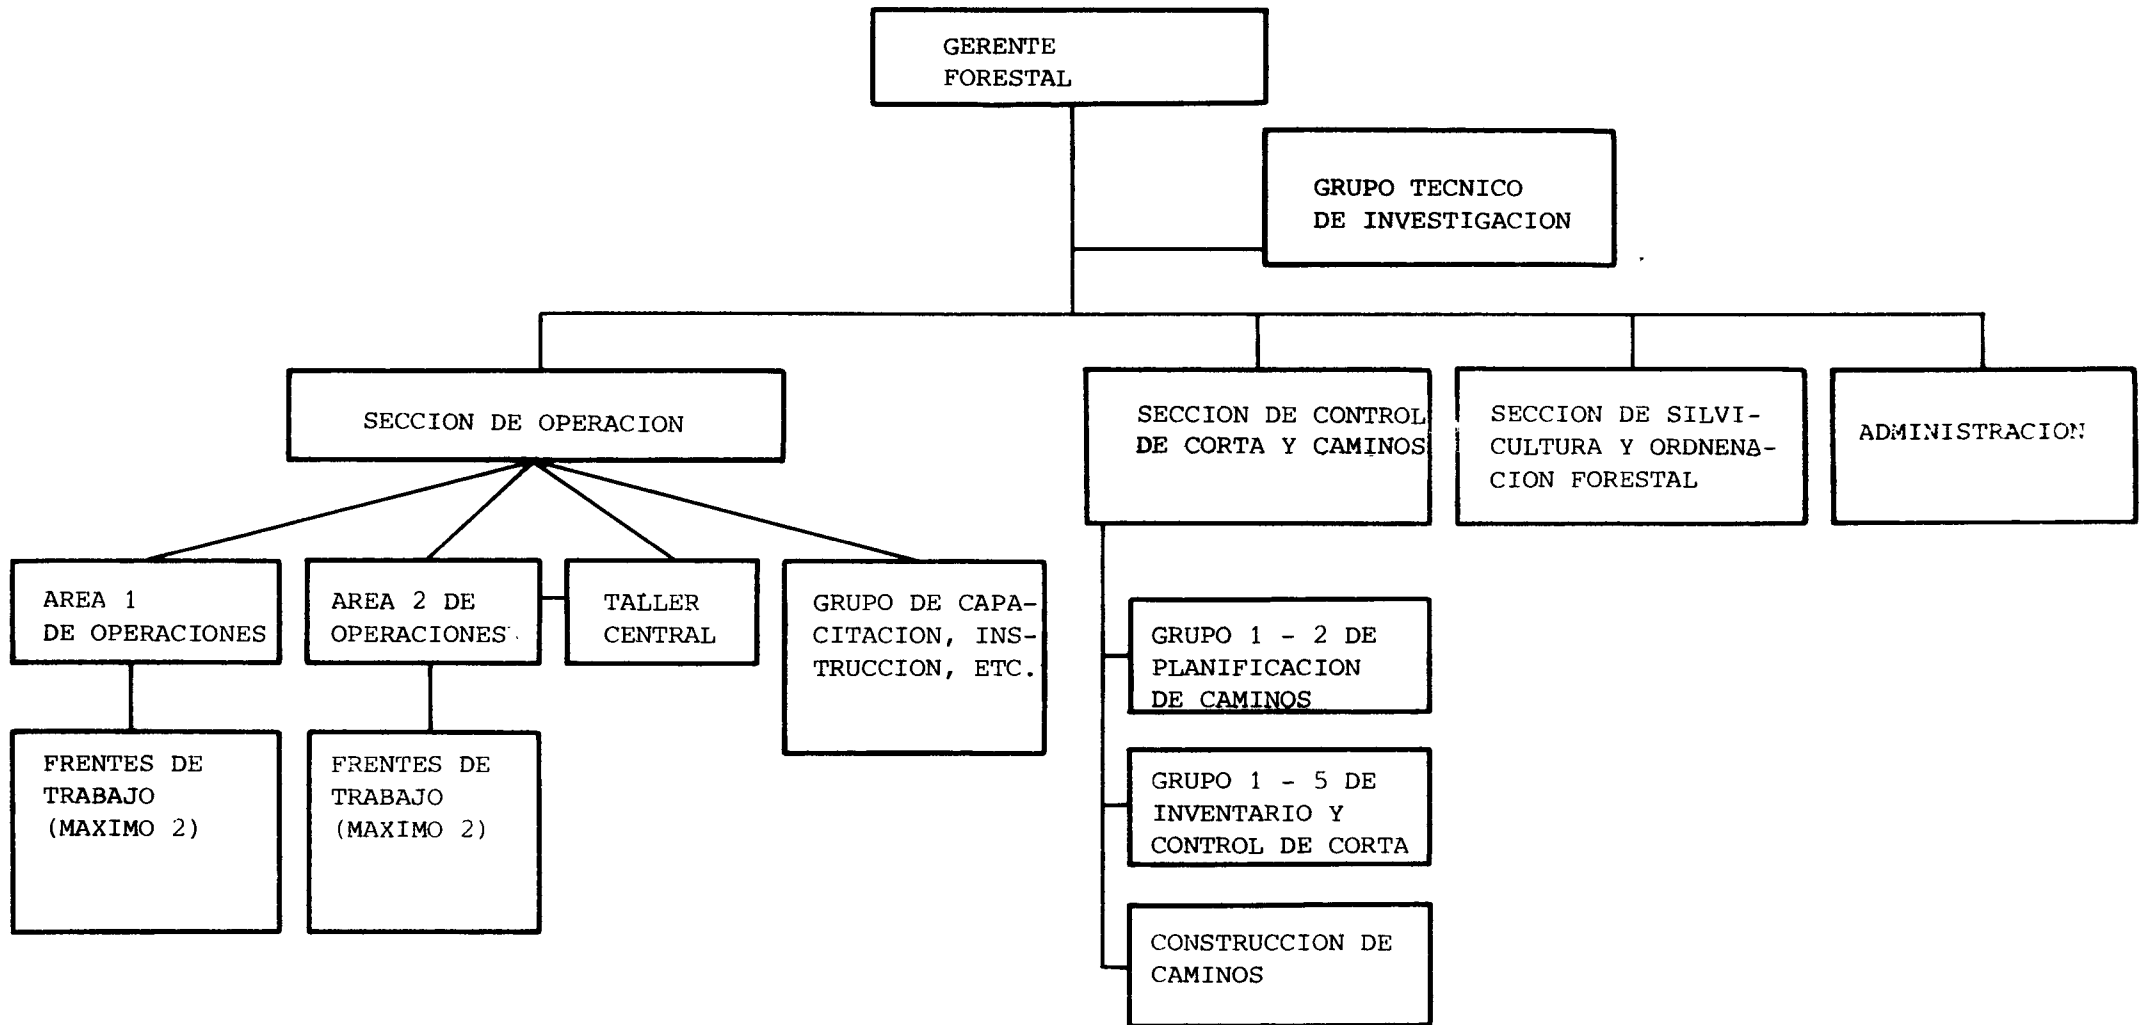 GERENTE
FORESTAL
GRUPO TECNICO
DE INVESTIGACION
SECCION DE OPERACION
SECCION DE CONTROL
DE CORTA Y CAMINOS
SECCION DE SILVI-
CULTURA Y ORDNENA-
CION FORESTAL
ADMINISTRACION
AREA 1
DE OPERACIONES
AREA 2 DE
OPERACIONES
TALLER
CENTRAL
GRUPO DE CAPA-
CITACION, INS-
TRUCCION, ETC.
GRUPO 1 - 2 DE
PLANIFICACION
DE CAMINOS
FRENTES DE
TRABAJO
(MAXIMO 2)
FRENTES DE
TRABAJO
(MAXIMO 2)
GRUPO 1 - 5 DE
INVENTARIO Y
CONTROL DE CORTA
CONSTRUCCION DE
CAMINOS